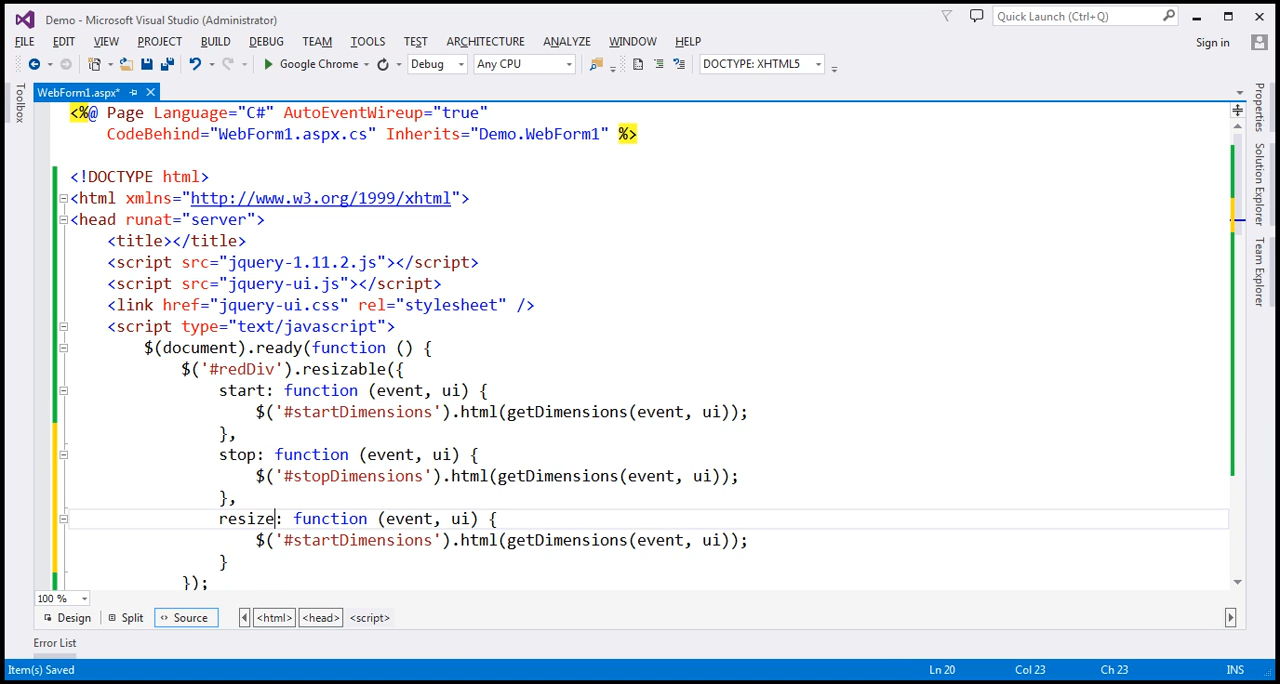 Demo - Microsoft Visual Studio (Administrator)
Quick Launch (Ctrl+Q)
FILE EDIT VIEW PROJECT BUILD DEBUG TEAM TOOLS TEST ARCHITECTURE ANALYZE WINDOW HELP
Sign in
Google Chrome Debug Any CPU DOCTYPE: XHTML5
Toolbox
WebForm1.aspx*
<%@ Page Language="C#" AutoEventWireup="true"
CodeBehind="WebForm1.aspx.cs" Inherits="Demo.WebForm1" %>
<!DOCTYPE html>
<html xmlns="http://www.w3.org/1999/xhtml">
<head runat="server">
<title></title>
<script src="jquery-1.11.2.js"></script>
<script src="jquery-ui.js"></script>
<link href="jquery-ui.css" rel="stylesheet" />
<script type="text/javascript">
$(document).ready(function () {
$('#redDiv').resizable({
start: function (event, ui) {
$('#startDimensions').html(getDimensions(event, ui));
},
stop: function (event, ui) {
$('#stopDimensions').html(getDimensions(event, ui));
},
resize: function (event, ui) {
$('#startDimensions').html(getDimensions(event, ui));
}
});
Properties
Solution Explorer
Team Explorer
100 %
Design Split Source <html> <head> <script>
Error List
Item(s) Saved Ln 20 Col 23 Ch 23 INS